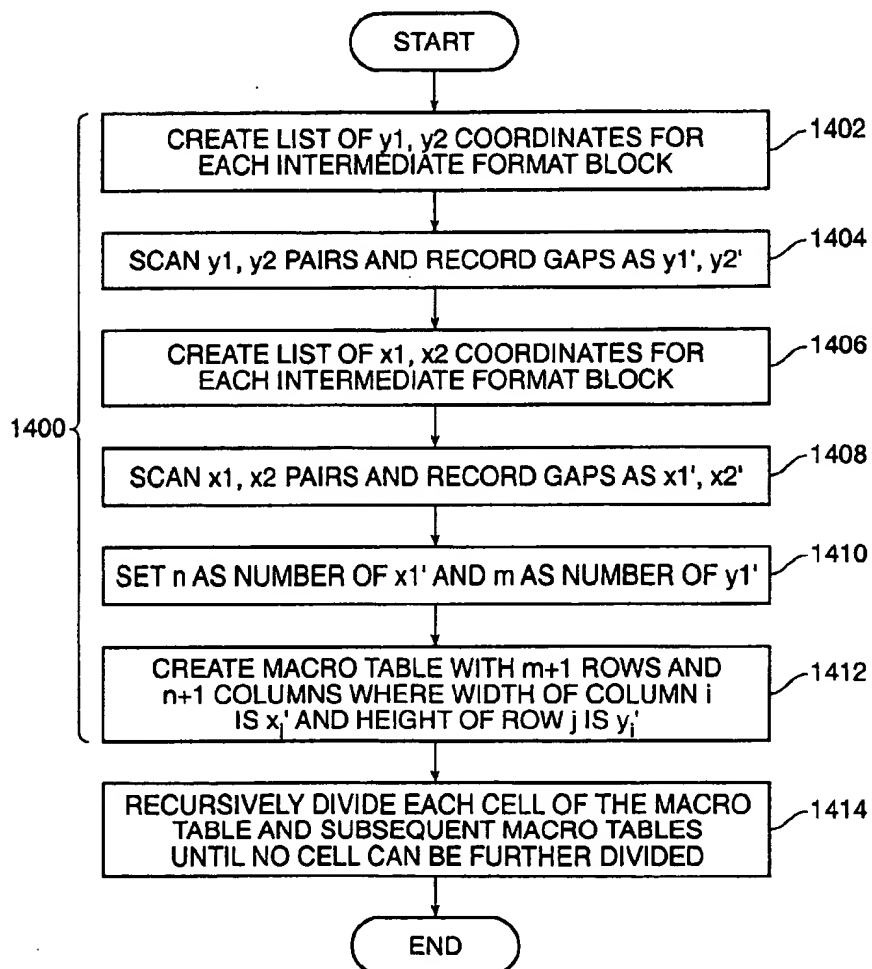 START
CREATE LIST OF y1, y2 COORDINATES FOR
EACH INTERMEDIATE FORMAT BLOCK
1402
SCAN y1, y2 PAIRS AND RECORD GAPS AS y1', y2'
1404
CREATE LIST OF x1, x2 COORDINATES FOR
EACH INTERMEDIATE FORMAT BLOCK
1406
1400
SCAN x1, x2 PAIRS AND RECORD GAPS AS x1', x2'
1408
SET n AS NUMBER OF x1' AND m AS NUMBER OF y1'
1410
CREATE MACRO TABLE WITH m+1 ROWS AND
n+1 COLUMNS WHERE WIDTH OF COLUMN i
IS xi' AND HEIGHT OF ROW j IS yi'
1412
RECURSIVELY DIVIDE EACH CELL OF THE MACRO
TABLE AND SUBSEQUENT MACRO TABLES
UNTIL NO CELL CAN BE FURTHER DIVIDED
1414
END